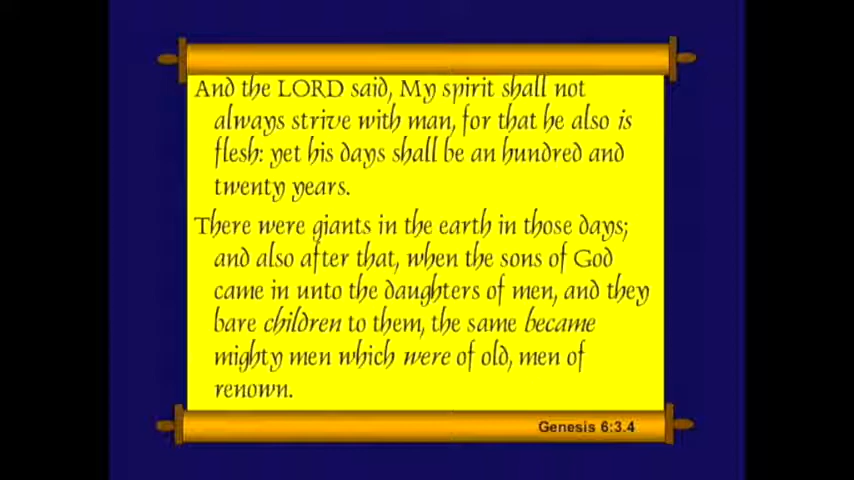 And the LORD said, My spirit shall not
always strive with man, for that he also is
flesh: yet his days shall be an hundred and
twenty years.
There were giants in the earth in those days;
and also after that, when the sons of God
came in unto the daughters of men, and they
bare children to them, the same became
mighty men which were of old, men of
renown.
Genesis 6:3.4